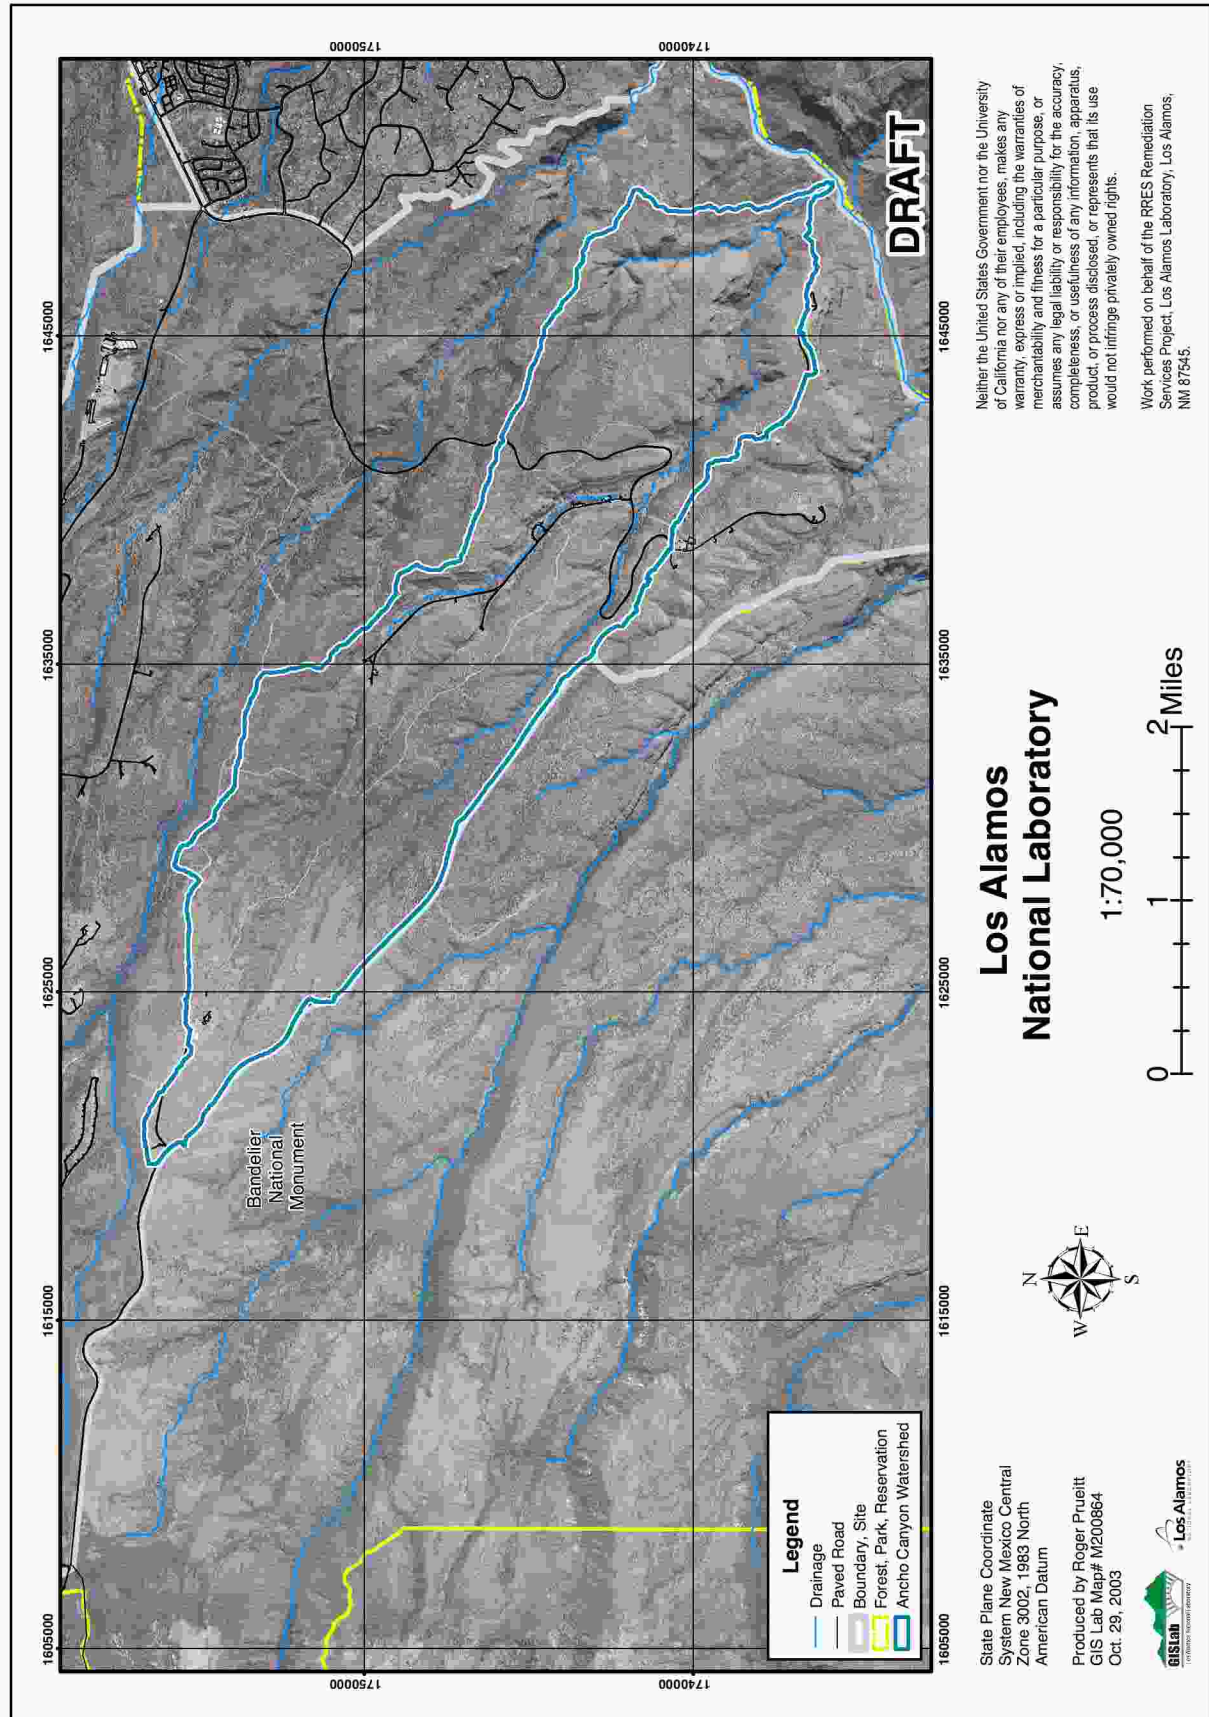 1605000
1615000
1625000
1635000
1645000
1750000
1750000
1740000
1740000
Bandelier
National
Monument
DRAFT
Legend
Drainage
Paved Road
Boundary, Site
Forest, Park, Reservation
Ancho Canyon Watershed
1605000
1615000
1625000
1635000
1645000
State Plane Coordinate
System New Mexico Central
Zone 3002, 1983 North
American Datum
Produced by Roger Prueitt
GIS Lab Map# M200864
Oct. 29, 2003
GISLab
Los Alamos
N
W
E
S
Los Alamos
National Laboratory
1:70,000
0 1 2 Miles
Neither the United States Government nor the University
of California nor any of their employees, makes any
warranty, express or implied, including the warranties of
merchantability and fitness for a particular purpose, or
assumes any legal liability or responsibility for the accuracy,
completeness, or usefulness of any information, apparatus,
product, or process disclosed, or represents that its use
would not infringe privately owned rights.
Work performed on behalf of the RRES Remediation
Services Project, Los Alamos Laboratory, Los Alamos,
NM 87545.